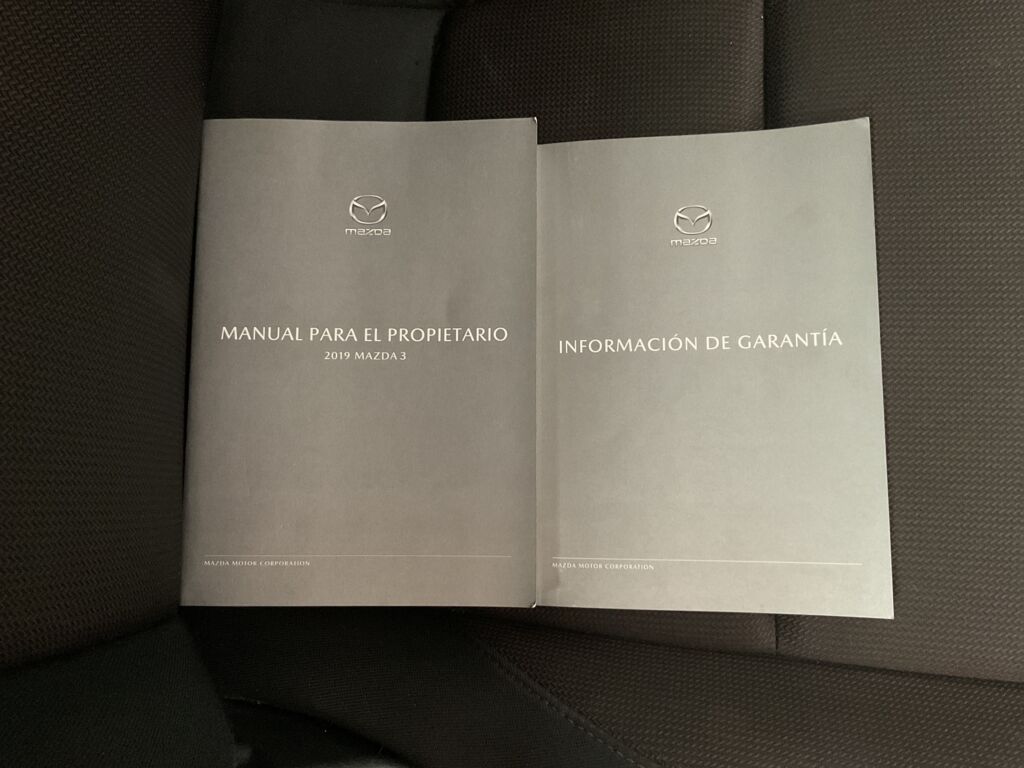 mazda
MANUAL PARA EL PROPIETARIO
2019 MAZDA 3
MAZDA MOTOR CORPORATION
mazda
INFORMACIÓN DE GARANTÍA
MAZDA MOTOR CORPORATION